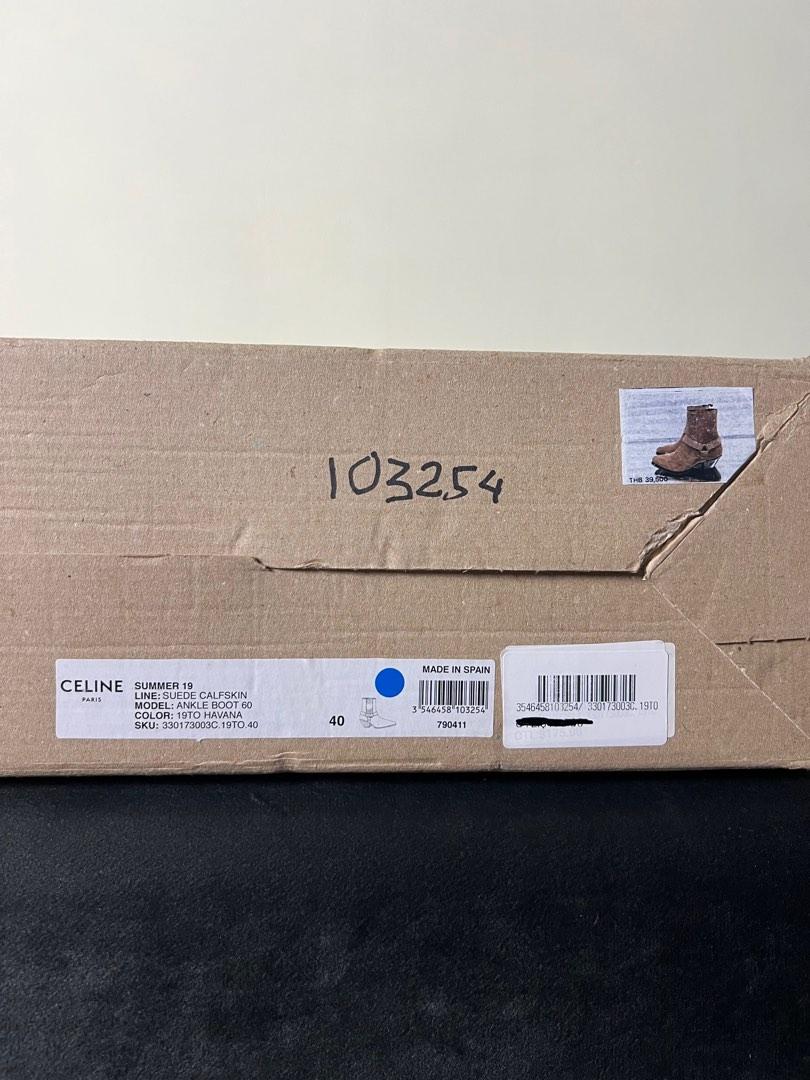 103254
THB 39,500
CELINE
PARIS
SUMMER 19
LINE: SUEDE CALFSKIN
MODEL: ANKLE BOOT 60
COLOR: 19TO HAVANA
SKU: 330173003C.19TO.40
40
MADE IN SPAIN
3 546458 103254
790411
3546458103254/ 330173003C.19TO